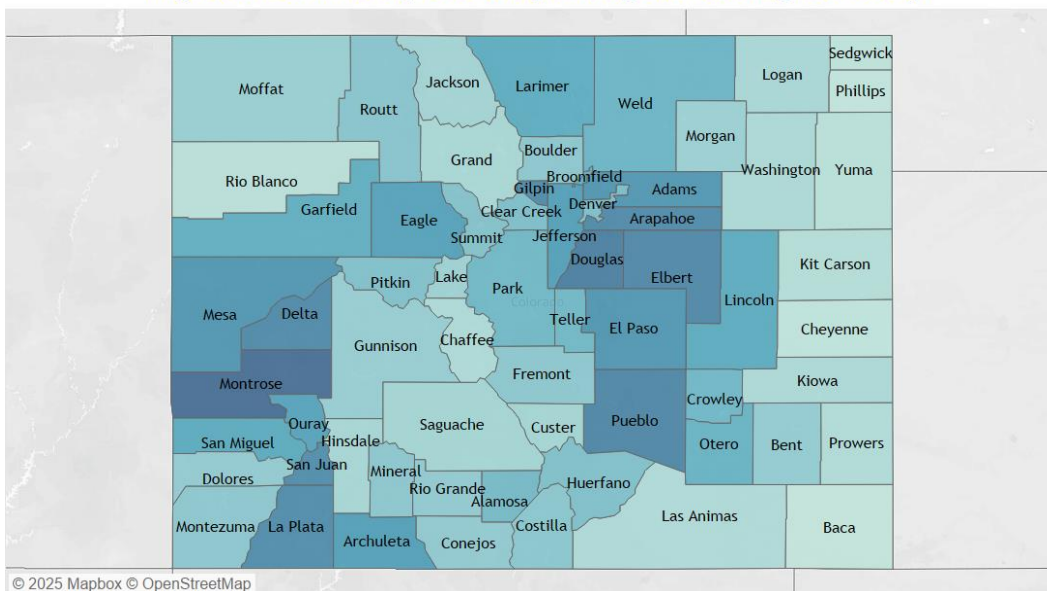 Sedgwick
Jackson
Larimer
Logan
Moffat
Phillips
Weld
Routt
Morgan
Boulder
Grand
Washington
Yuma
Broomfield
Rio Blanco
Gilpin
Adams
Denver
Garfield
Clear Creek
Eagle
Arapahoe
Summit
Jefferson
Douglas
Kit Carson
Lake
Elbert
Pitkin
Park
Lincoln
Colorado
Mesa
Delta
Teller
El Paso
Cheyenne
Chaffee
Gunnison
Fremont
Montrose
Kiowa
Crowley
Ouray
Saguache
Custer
Pueblo
Hinsdale
San Miguel
Otero
Bent
Prowers
San Juan
Mineral
Dolores
Rio Grande
Huerfano
Alamosa
Las Animas
Montezuma
La Plata
Costilla
Baca
Archuleta
Conejos
© 2025 Mapbox © OpenStreetMap